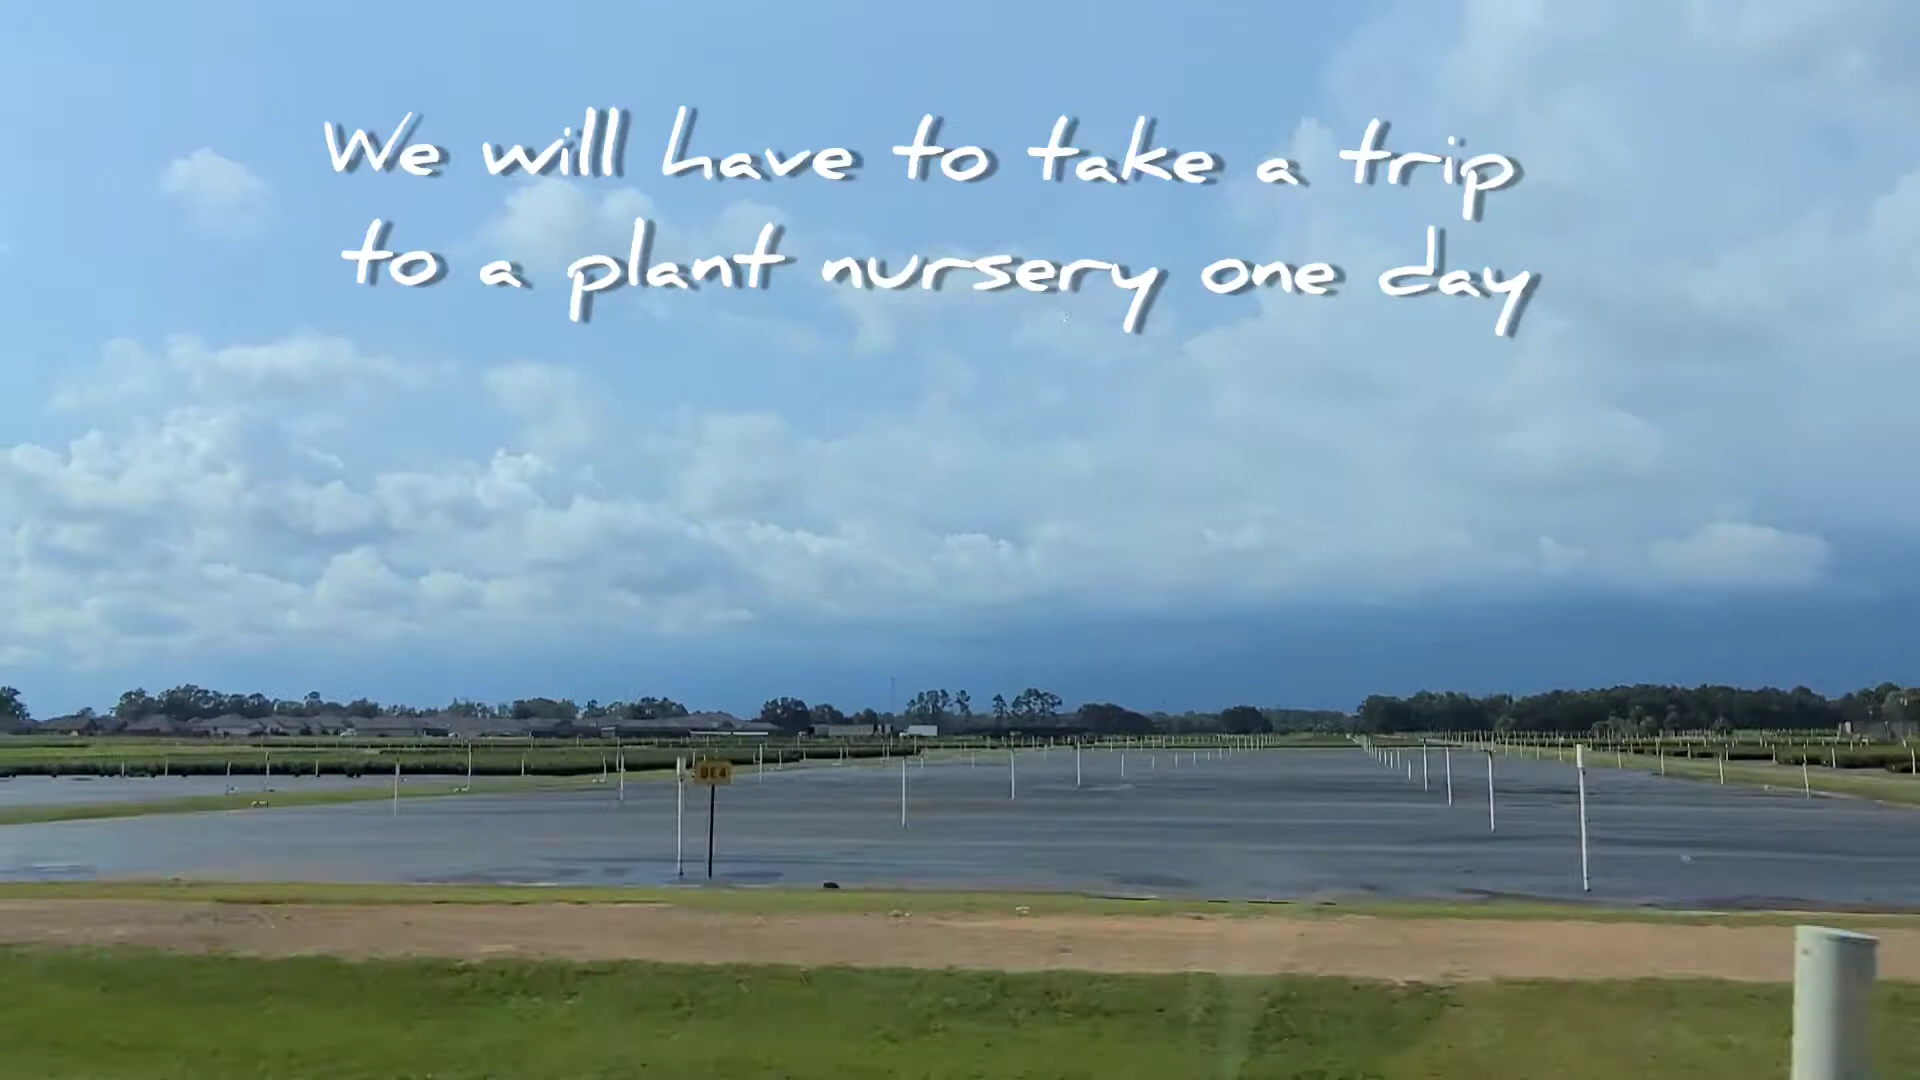 We will have to take a trip
to a plant nursery one day